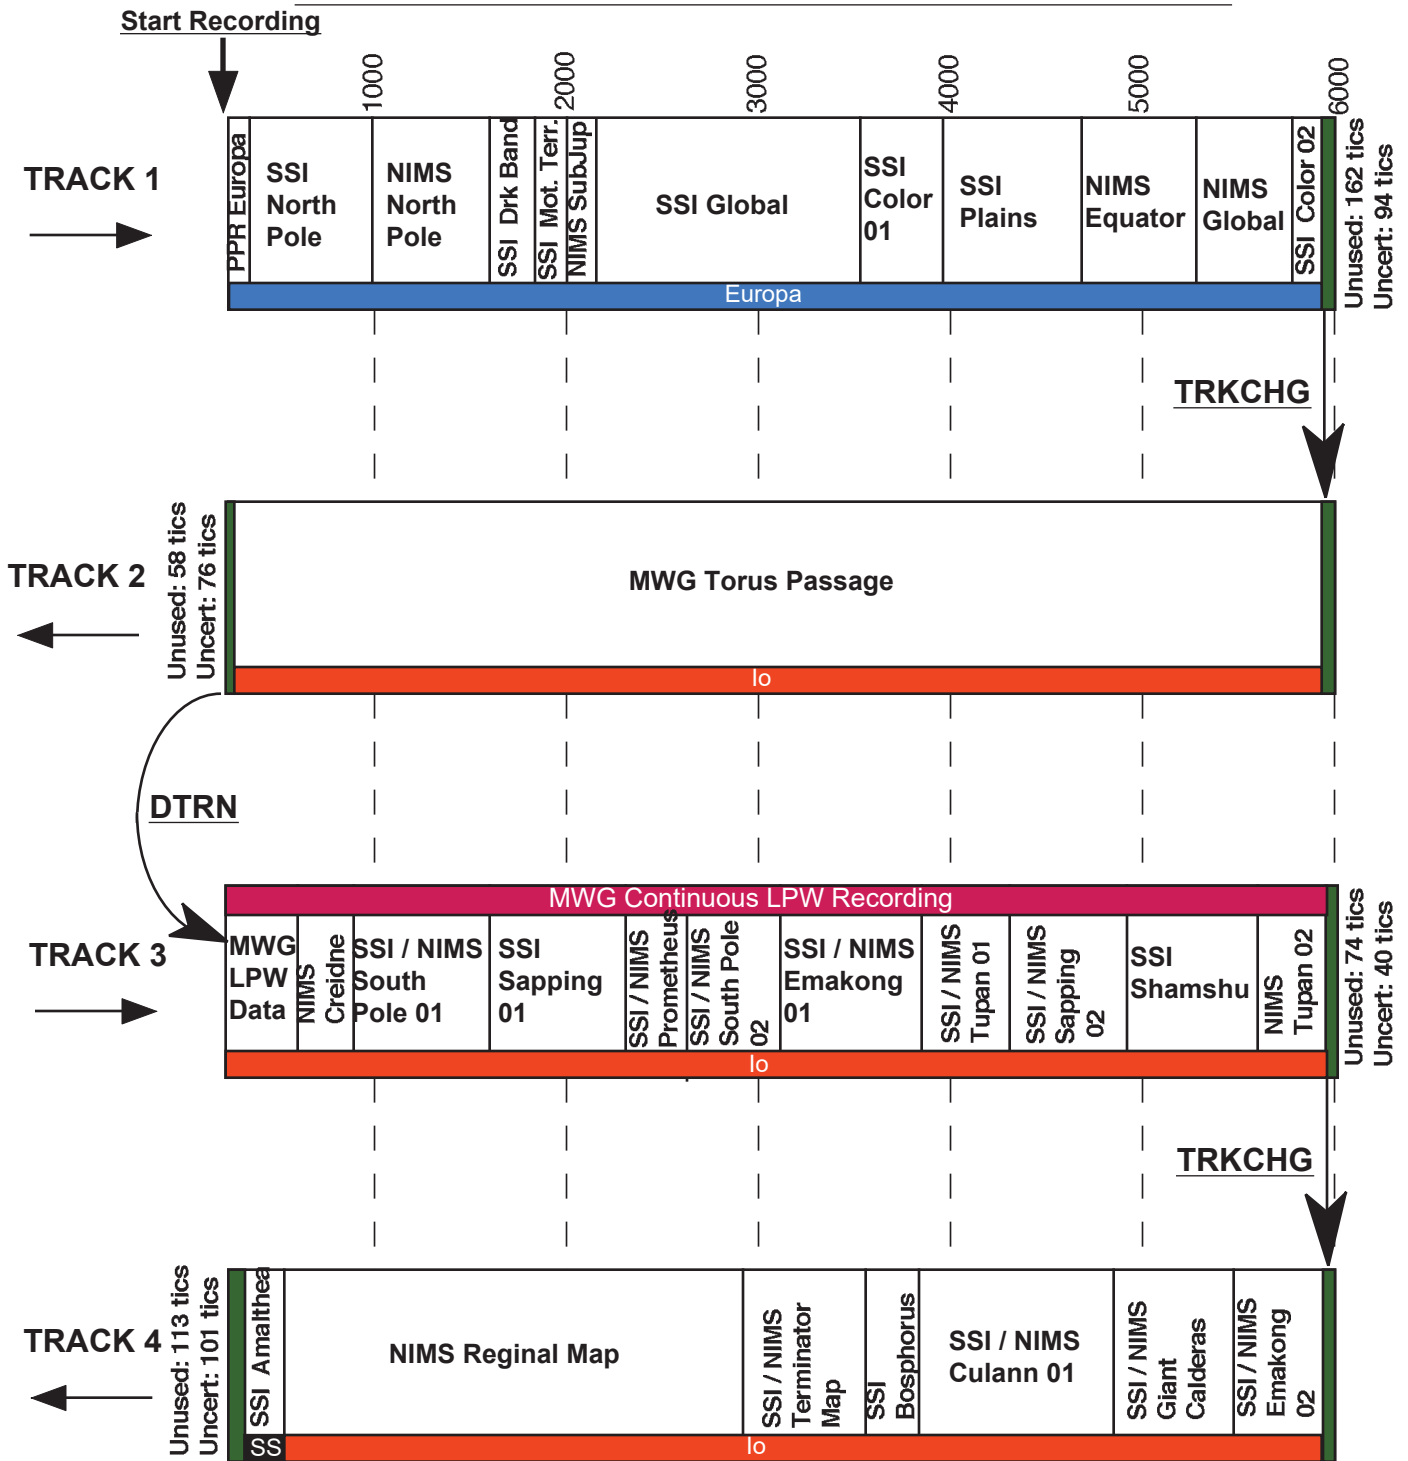 Start Recording
1000
2000
3000
4000
5000
6000
TRACK 1
PPR Europa
SSI
North
Pole
NIMS
North
Pole
SSI Drk Band
SSI Mot. Terr.
NIMS SubJup
SSI Global
SSI
Color
01
SSI
Plains
NIMS
Equator
NIMS
Global
SSI Color 02
Unused: 162 tics
Uncert: 94 tics
Europa
TRKCHG
TRACK 2
Unused: 58 tics
Uncert: 76 tics
MWG Torus Passage
Io
DTRN
MWG Continuous LPW Recording
TRACK 3
MWG
LPW
Data
NIMS
Creidne
SSI / NIMS
South
Pole 01
SSI
Sapping
01
SSI / NIMS
Prometheus
SSI / NIMS
South Pole
02
SSI / NIMS
Emakong
01
SSI / NIMS
Tupan 01
SSI / NIMS
Sapping
02
SSI
Shamshu
NIMS
Tupan 02
Unused: 74 tics
Uncert: 40 tics
Io
TRKCHG
TRACK 4
Unused: 113 tics
Uncert: 101 tics
SSI Amalthea
NIMS Reginal Map
SSI / NIMS
Terminator
Map
SSI
Bosphorus
SSI / NIMS
Culann 01
SSI / NIMS
Giant
Calderas
SSI / NIMS
Emakong
02
SS
Io